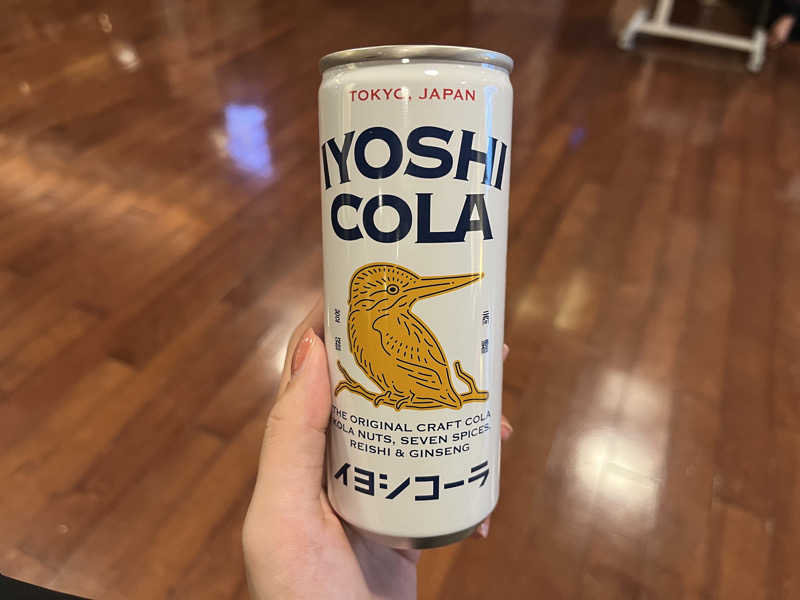 TOKYO, JAPAN
IYOSHI
COLA
THE ORIGINAL CRAFT COLA
KOLA NUTS, SEVEN SPICES,
REISHI & GINSENG
イヨシコーラ